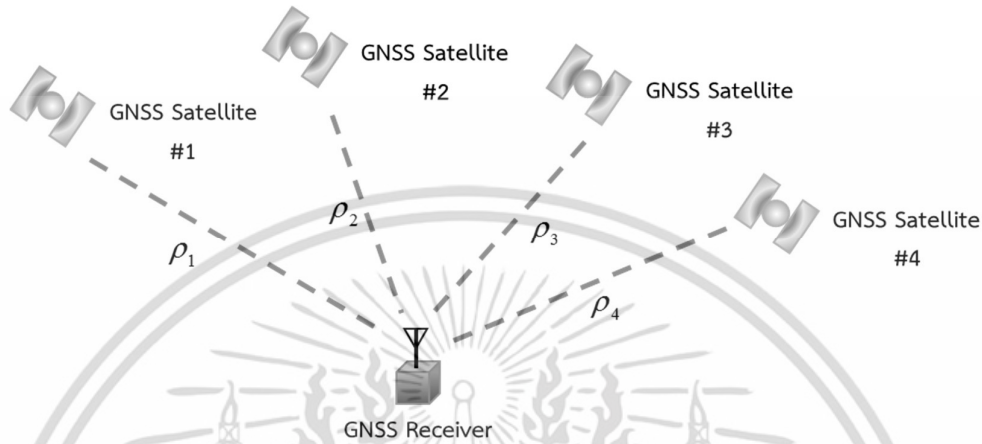 GNSS Satellite
#1
GNSS Satellite
#2
GNSS Satellite
#3
GNSS Satellite
#4
ρ₁
ρ₂
ρ₃
ρ₄
GNSS Receiver